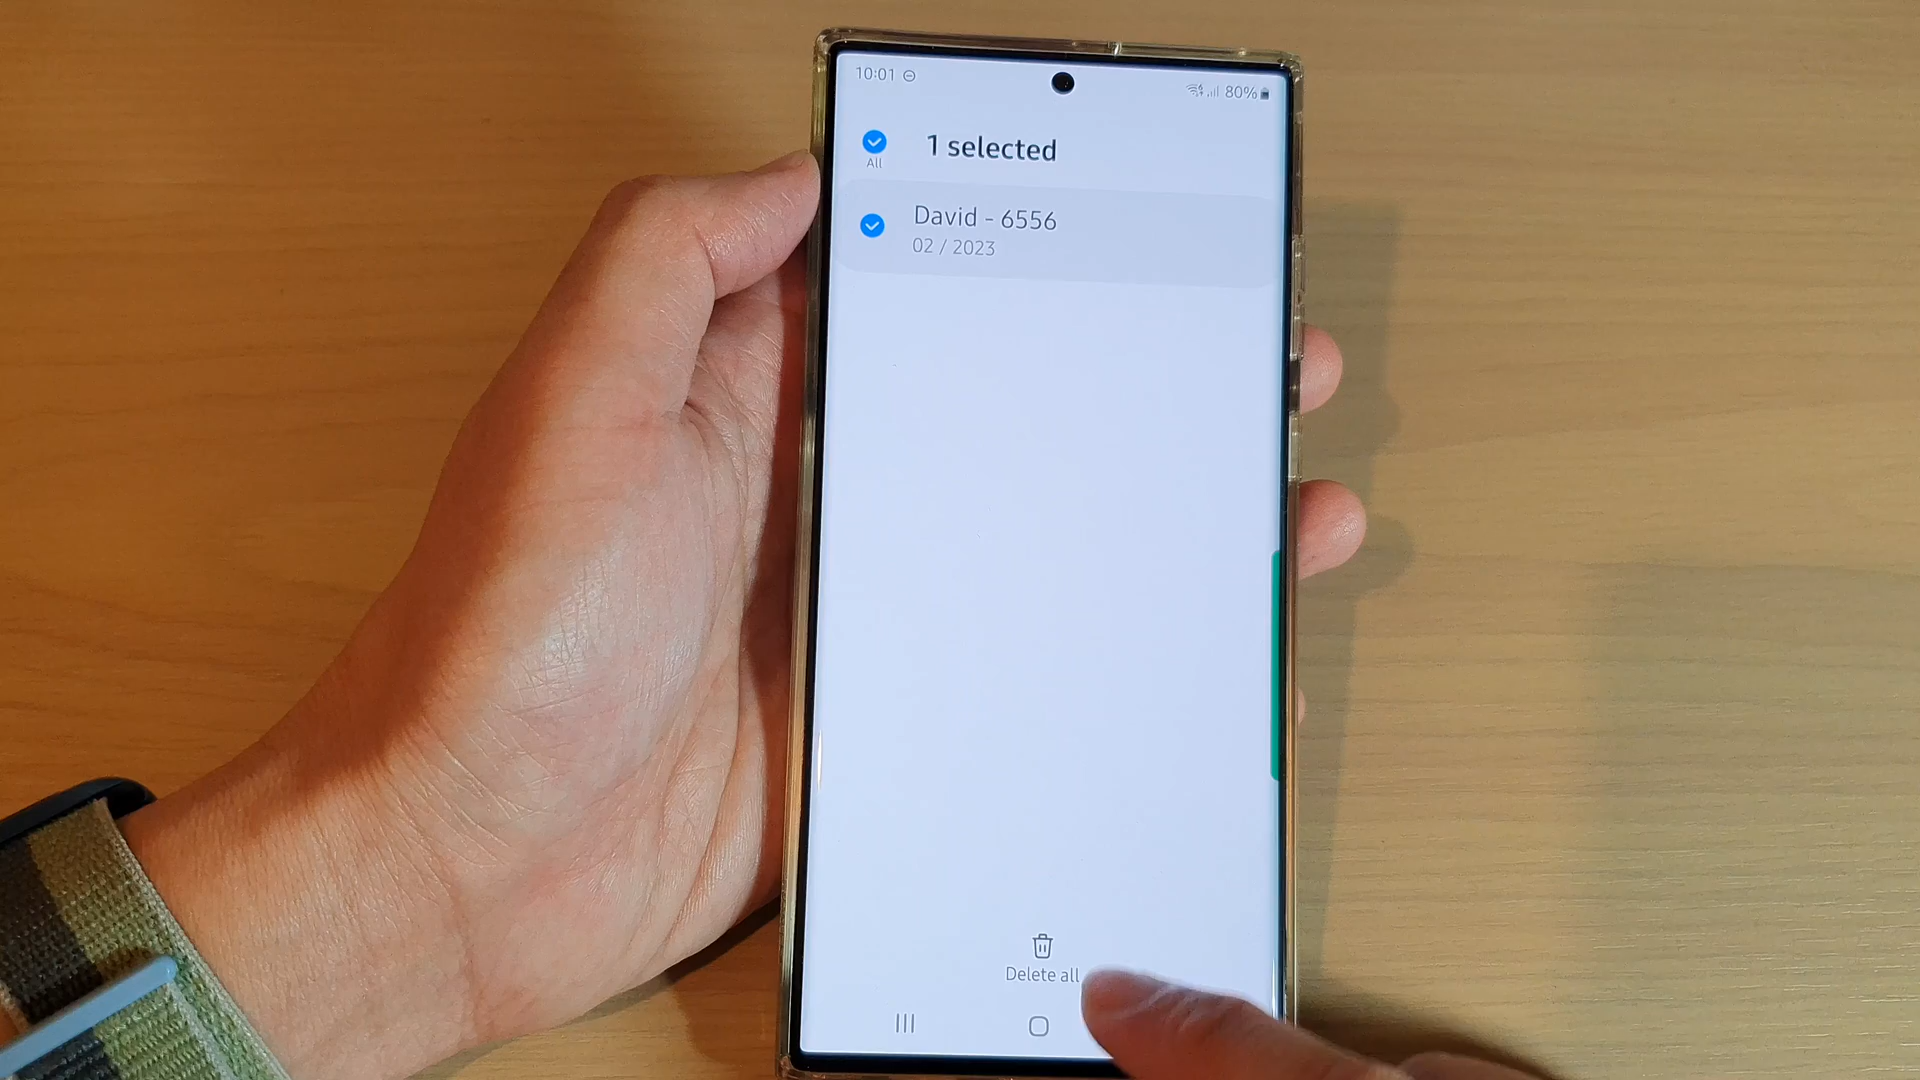 10:01
80%
All
1 selected
David - 6556
02 / 2023
Delete all